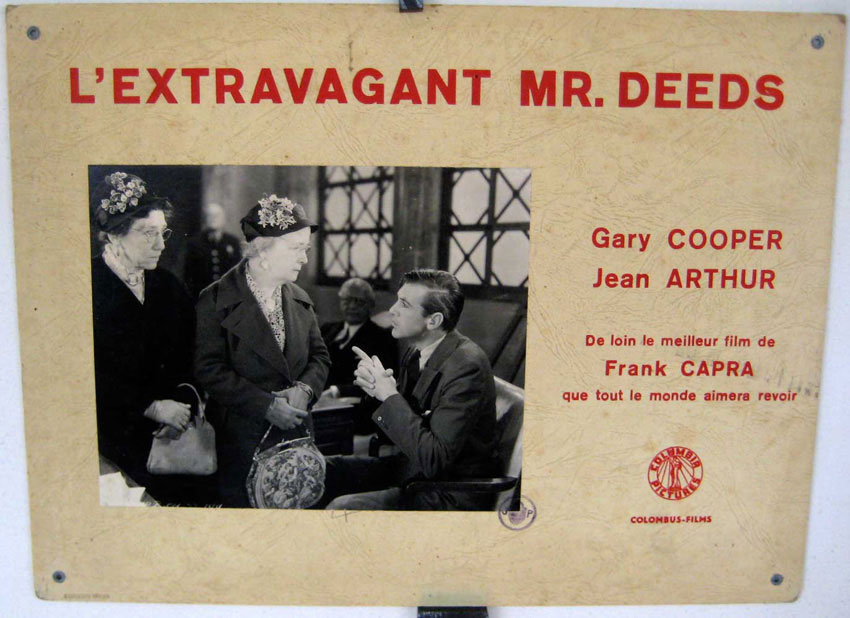 L'EXTRAVAGANT MR. DEEDS
Gary COOPER
Jean ARTHUR
De loin le meilleur film de
Frank CAPRA
que tout le monde aimera revoir
COLUMBIA
PICTURES
COLOMBUS-FILMS